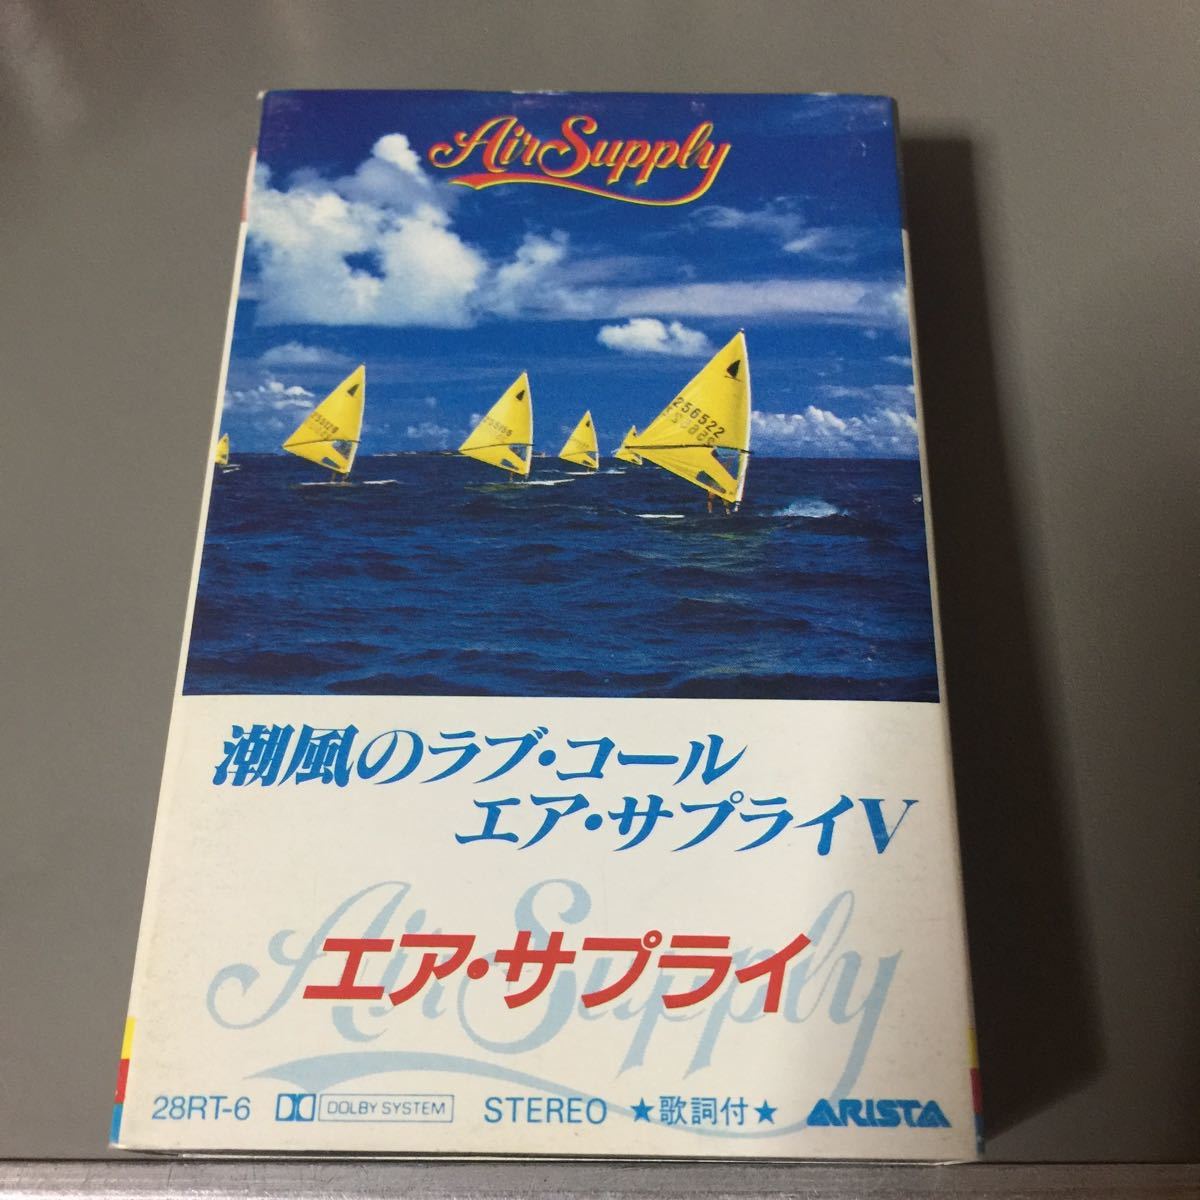 Air Supply
256522
潮風のラブ・コール
エア・サプライV
Air Supply
エア・サプライ
28RT-6 DOLBY SYSTEM STEREO ★歌詞付★ ARISTA